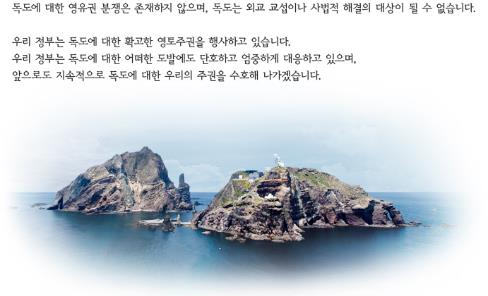 독도에 대한 영유권 분쟁은 존재하지 않으며, 독도는 외교 교섭이나 사법적 해결의 대상이 될 수 없습니다.
우리 정부는 독도에 대한 확고한 영토주권을 행사하고 있습니다.
우리 정부는 독도에 대한 어떠한 도발에도 단호하고 엄중하게 대응하고 있으며,
앞으로도 지속적으로 독도에 대한 우리의 주권을 수호해 나가겠습니다.